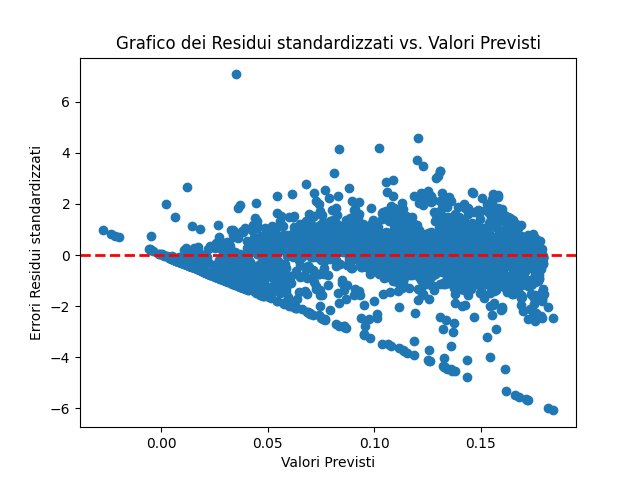 Grafico dei Residui standardizzati vs. Valori Previsti
Errori Residui standardizzati
6
4
2
0
−2
−4
−6
0.00 0.05 0.10 0.15
Valori Previsti